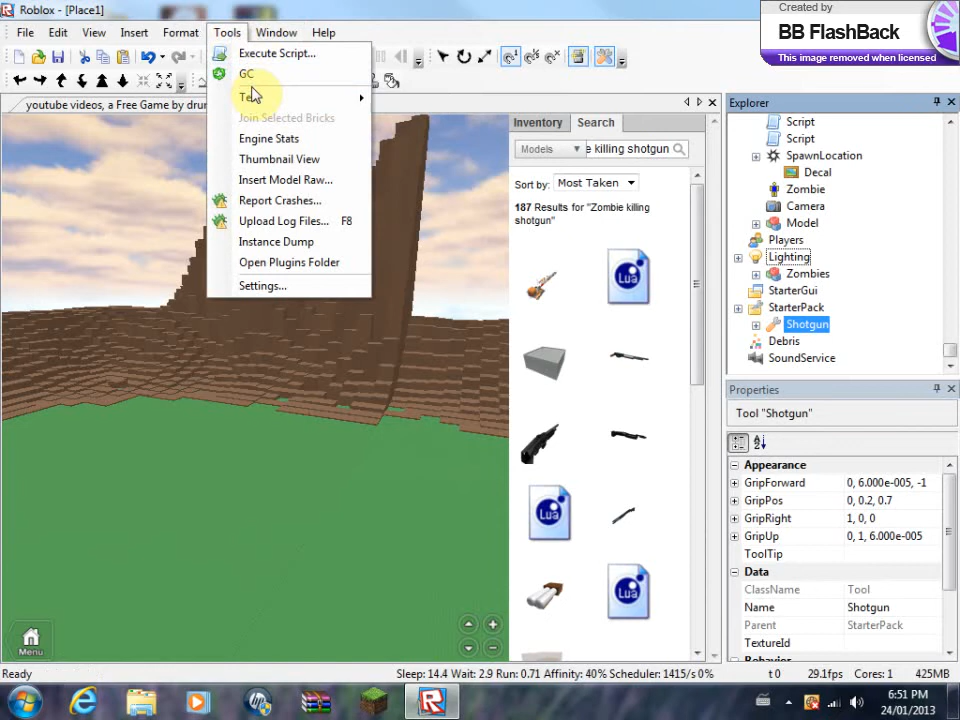 Roblox - [Place1]
Created by
BB FlashBack
This image removed when licensed
File Edit View Insert Format Tools Window Help
Execute Script...
GC
Join Selected Bricks
Engine Stats
Thumbnail View
Insert Model Raw...
Report Crashes...
Upload Log Files... F8
Instance Dump
Open Plugins Folder
Settings...
youtube videos, a Free Game by
Inventory Search
Models
e killing shotgun
Sort by: Most Taken
187 Results for "Zombie killing
shotgun"
Lua
Lua
Lua
Menu
Explorer
Script
Script
SpawnLocation
Decal
Zombie
Camera
Model
Players
Lighting
Zombies
StarterGui
StarterPack
Shotgun
Debris
SoundService
Properties
Tool "Shotgun"
Appearance
GripForward 0, 6.000e-005, -1
GripPos 0, 0.2, 0.7
GripRight 1, 0, 0
GripUp 0, 1, 6.000e-005
ToolTip
Data
ClassName Tool
Name Shotgun
Parent StarterPack
TextureId
Behavior
Ready
Sleep: 14.4 Wait: 2.9 Run: 0.71 Affinity: 40% Scheduler: 1415/s 0%
t 0
29.1fps
Cores: 1
425MB
6:51 PM
24/01/2013